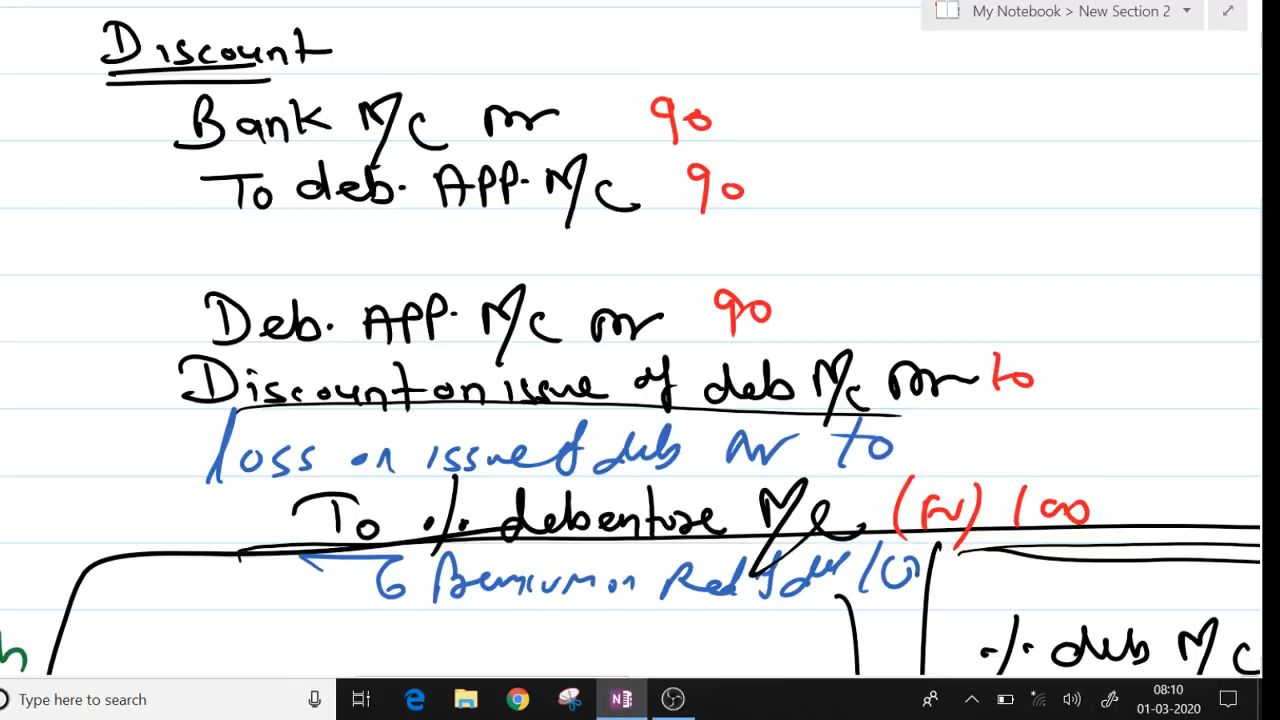 My Notebook > New Section 2
Discount
Bank A/C Dr 90
To deb. APP. A/C 90
Deb. APP. A/C Dr 90
Discount on issue of deb A/C Dr 10
loss on issue of deb Dr 10
To % debenture A/c. (FV) 100
To Premium on Red of deb 10
% deb A/C
Type here to search
08:10
01-03-2020